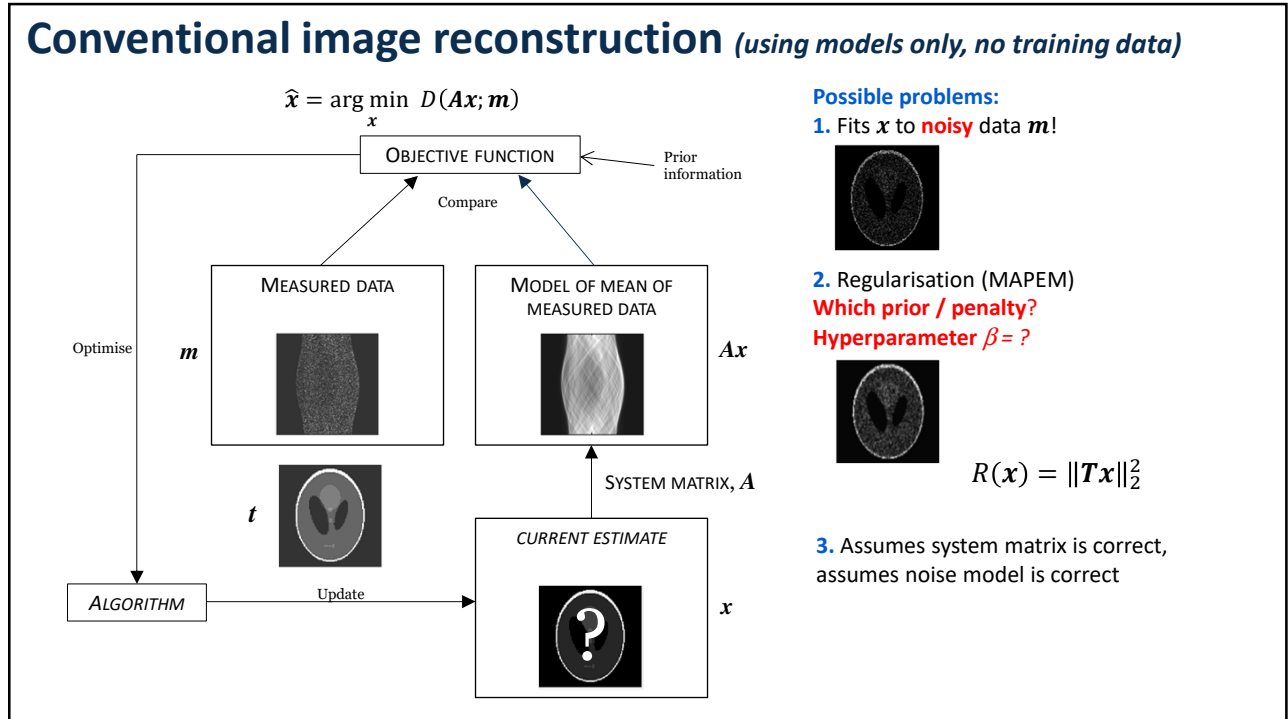 Conventional image reconstruction (using models only, no training data)
x̂ = arg min D(Ax; m)
x
OBJECTIVE FUNCTION
Prior
information
Compare
MEASURED DATA
MODEL OF MEAN OF
MEASURED DATA
Optimise
m
Ax
SYSTEM MATRIX, A
t
CURRENT ESTIMATE
?
x
ALGORITHM
Update
Possible problems:
1. Fits x to noisy data m!
2. Regularisation (MAPEM)
Which prior / penalty?
Hyperparameter β = ?
R(x) = ‖Tx‖₂²
3. Assumes system matrix is correct,
assumes noise model is correct